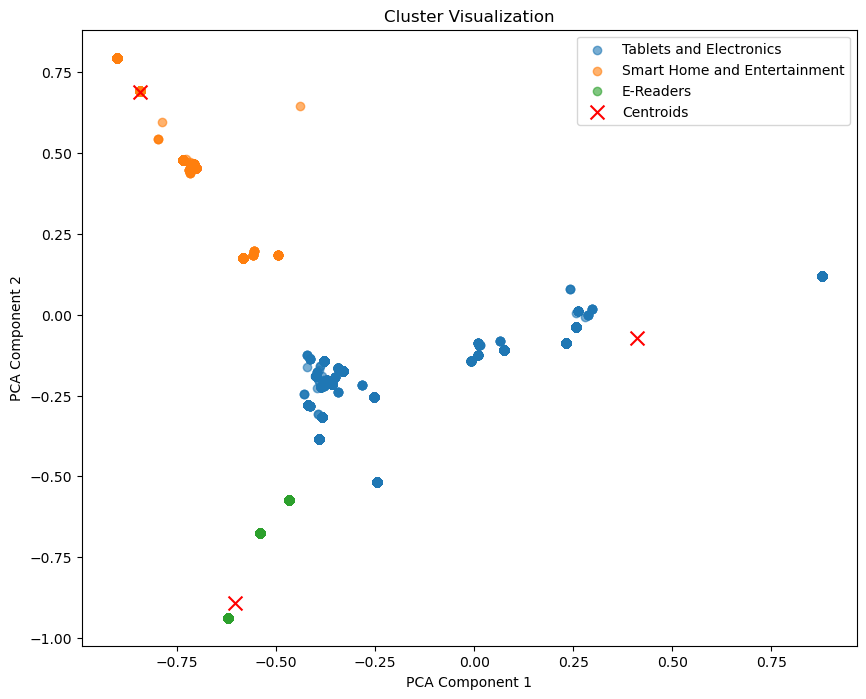 Cluster Visualization
Tablets and Electronics
Smart Home and Entertainment
E-Readers
Centroids
PCA Component 2
0.75
0.50
0.25
0.00
−0.25
−0.50
−0.75
−1.00
−0.75 −0.50 −0.25 0.00 0.25 0.50 0.75
PCA Component 1